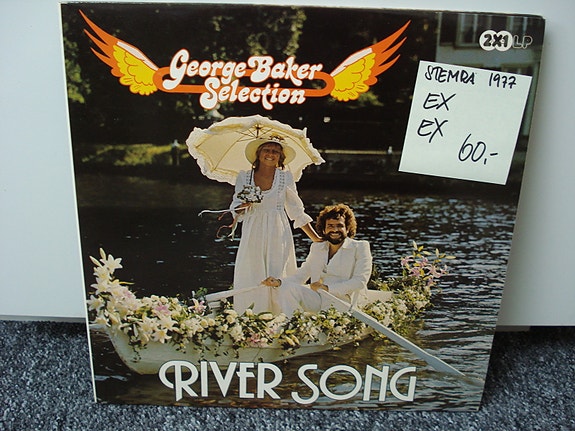 George Baker
Selection
2X1 LP
STEMRA 1977
EX
EX
60,-
RIVER SONG